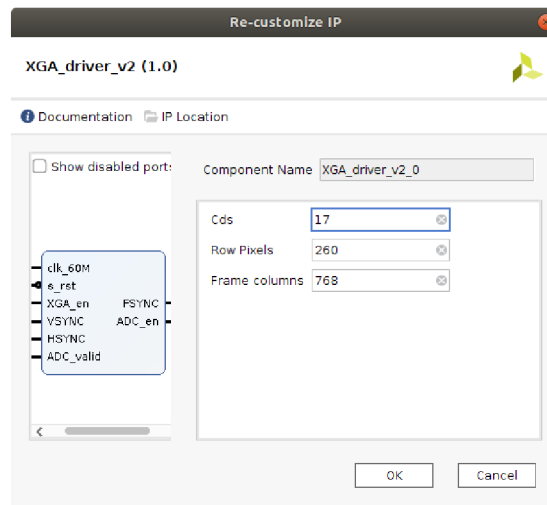 Re-customize IP
XGA_driver_v2 (1.0)
Documentation IP Location
Show disabled port
Component Name XGA_driver_v2_0
Cds 17
Row Pixels 260
Frame columns 768
clk_60M
s_rst
XGA_en FSYNC
VSYNC ADC_en
HSYNC
ADC_valid
OK Cancel